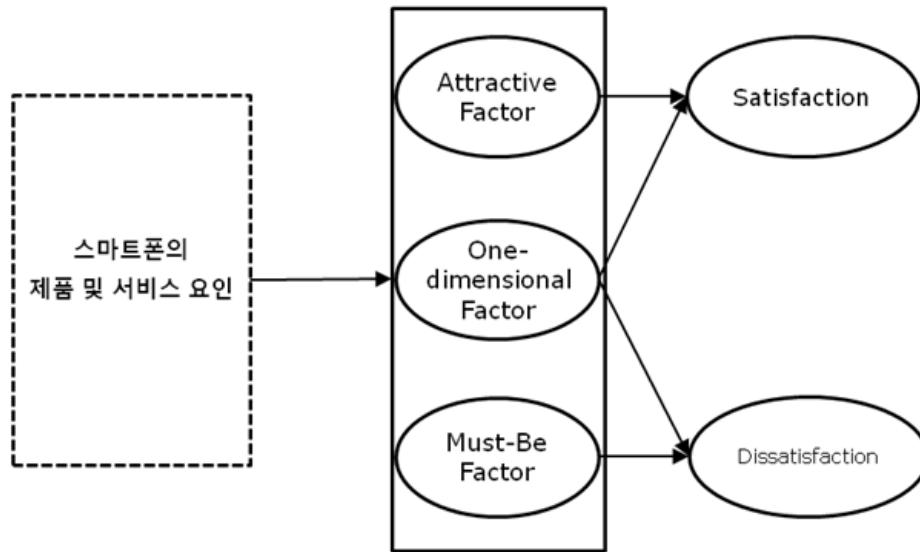 스마트폰의
제품 및 서비스 요인
Attractive
Factor
One-
dimensional
Factor
Must-Be
Factor
Satisfaction
Dissatisfaction